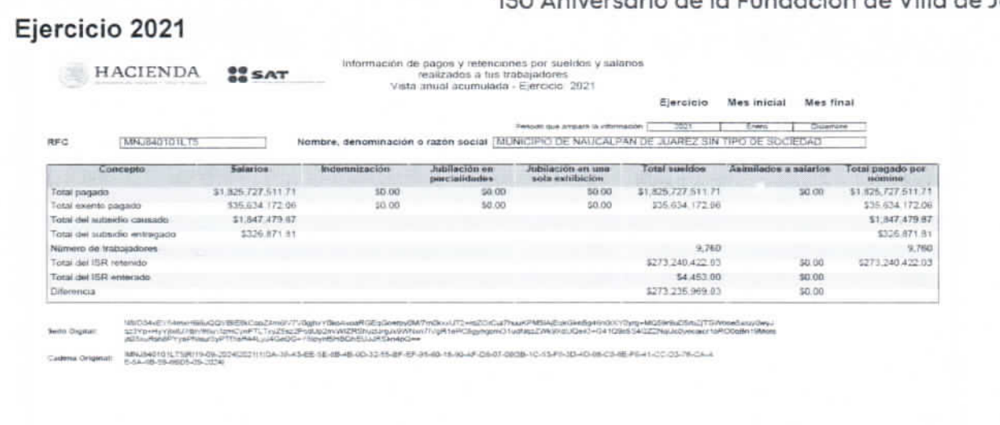 150 Aniversario de la Fundación de Villa de J
Ejercicio 2021
HACIENDA
SAT
Información de pagos y retenciones por sueldos y salarios
realizados a tus trabajadores
Vista anual acumulada - Ejercicio: 2021
Ejercicio Mes inicial Mes final
Periodo que ampara la información 2021 Enero Diciembre
RFC MNJ840101LT5 Nombre, denominación o razón social MUNICIPIO DE NAUCALPAN DE JUAREZ SIN TIPO DE SOCIEDAD
Concepto Salarios Indemnización Jubilación en parcialidades Jubilación en una sola exhibición Total sueldos Asimilados a salarios Total pagado por nómina
Total pagado $1,825,727,511.71 $0.00 $0.00 $0.00 $1,825,727,511.71 $0.00 $1,825,727,511.71
Total exento pagado $35,634,172.06 $0.00 $0.00 $0.00 $35,634,172.06 $0.00 $35,634,172.06
Total del subsidio causado $1,847,479.87 $1,847,479.87
Total del subsidio entregado $326,871.81 $326,871.81
Número de trabajadores 9,760 9,760
Total del ISR retenido $273,240,422.03 $0.00 $273,240,422.03
Total del ISR enterado $4,453.00 $0.00
Diferencia $273,235,969.03 $0.00
Sello Digital:
Cadena Original: